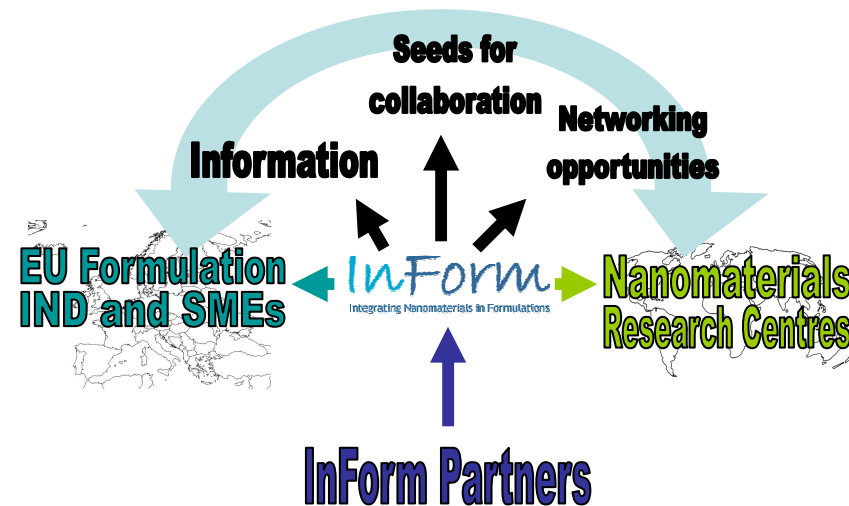 Seeds for
collaboration
Networking
opportunities
Information
EU Formulation
IND and SMEs
InForm
Integrating Nanomaterials in Formulations
Nanomaterials
Research Centres
InForm Partners